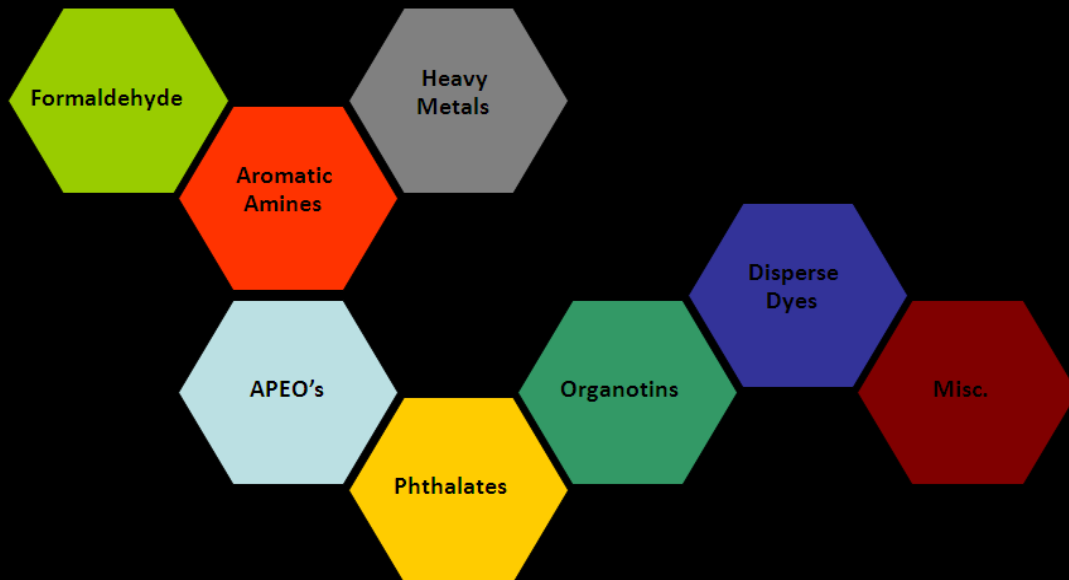 Formaldehyde
Heavy
Metals
Aromatic
Amines
Disperse
Dyes
APEO’s
Organotins
Misc.
Phthalates